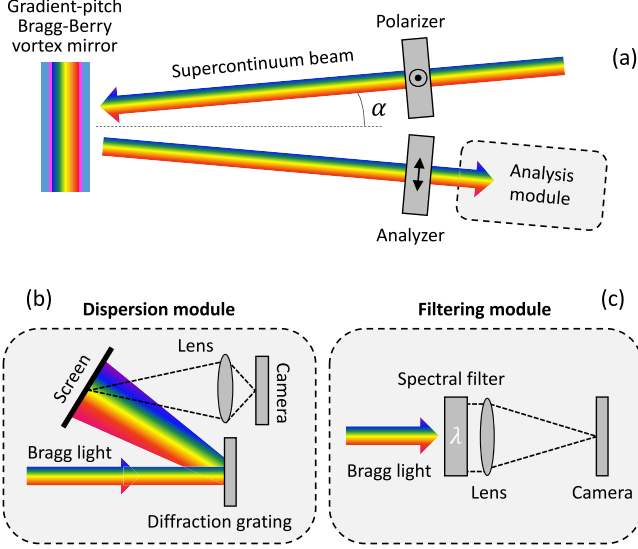 Gradient-pitch
Bragg-Berry
vortex mirror
Polarizer
(a)
Supercontinuum beam
α
Analysis
module
Analyzer
(b)
Dispersion module
Screen
Lens
Camera
Bragg light
Diffraction grating
(c)
Filtering module
Spectral filter
λ
Bragg light
Lens
Camera